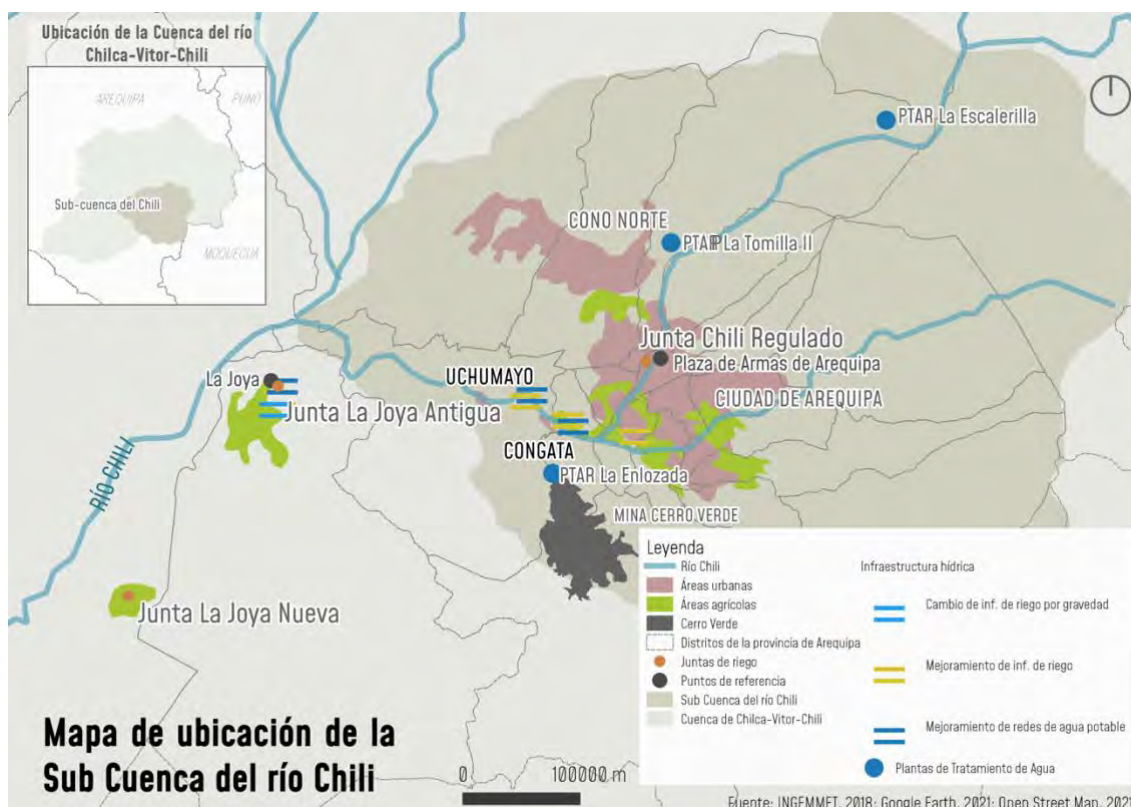 Ubicación de la Cuenca del río
Chilca-Vitor-Chili
AREQUIPA
PUNO
Sub-cuenca del Chili
MOQUEGUA
PTAR La Escalerilla
CONO NORTE
PTAR La Tomilla II
Junta Chili Regulado
Plaza de Armas de Arequipa
La Joya
UCHUMAYO
CIUDAD DE AREQUIPA
Junta La Joya Antigua
CONGATA
RÍO CHILI
PTAR La Enlozada
MINA CERRO VERDE
Junta La Joya Nueva
Leyenda
Río Chili
Áreas urbanas
Áreas agrícolas
Cerro Verde
Distritos de la provincia de Arequipa
Juntas de riego
Puntos de referencia
Sub Cuenca del río Chili
Cuenca de Chilca-Vitor-Chili
Infraestructura hídrica
Cambio de inf. de riego por gravedad
Mejoramiento de inf. de riego
Mejoramiento de redes de agua potable
Plantas de Tratamiento de Agua
Mapa de ubicación de la
Sub Cuenca del río Chili
0 100000 m
Fuente: INGEMMET, 2018; Google Earth, 2021; Open Street Map, 202